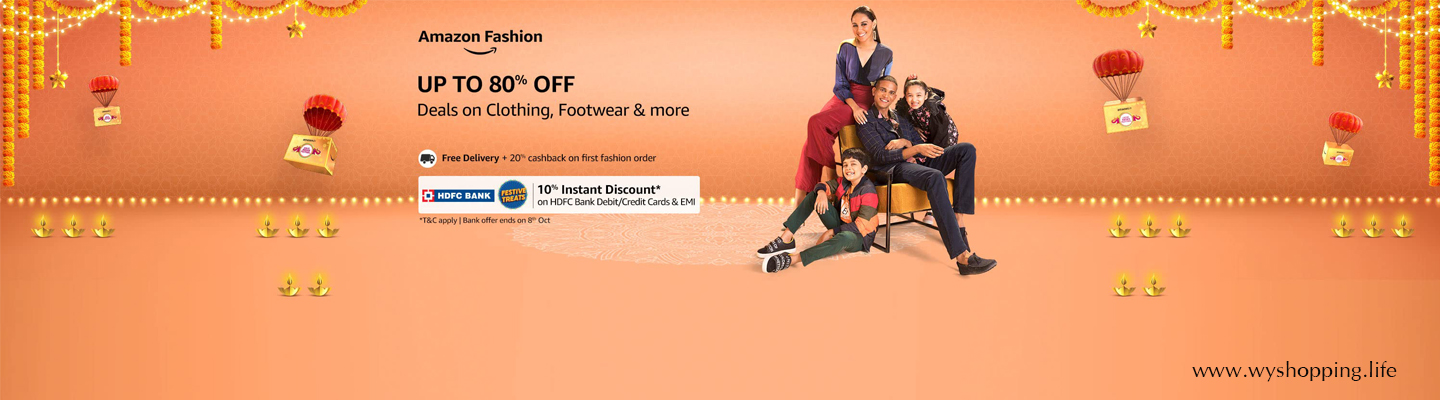 Amazon Fashion
UP TO 80% OFF
Deals on Clothing, Footwear & more
Free Delivery + 20% cashback on first fashion order
HDFC BANK
FESTIVE
TREATS
10% Instant Discount*
on HDFC Bank Debit/Credit Cards & EMI
*T&C apply | Bank offer ends on 8th Oct
www.wyshopping.life